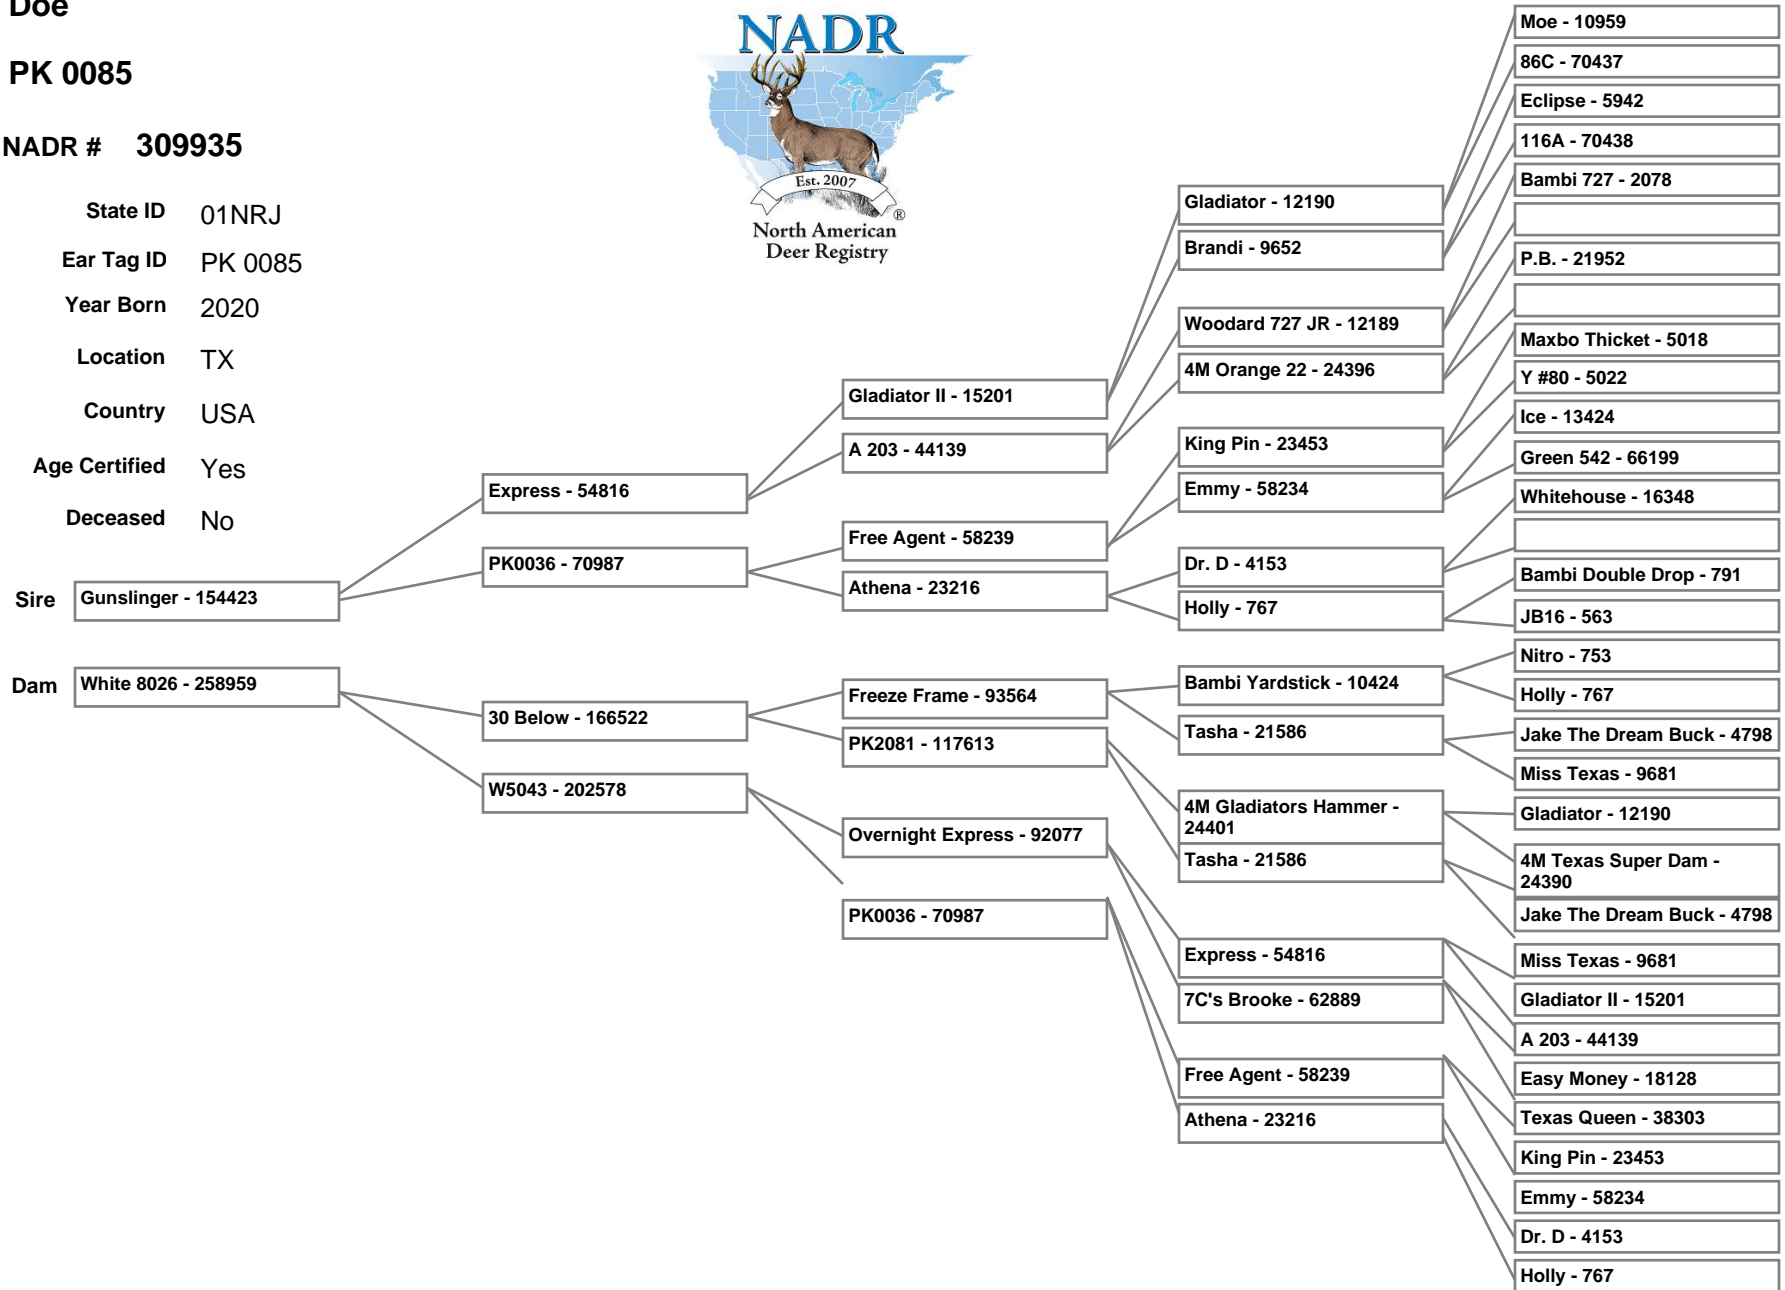 Doe
PK 0085
NADR # 309935
State ID 01NRJ
Ear Tag ID PK 0085
Year Born 2020
Location TX
Country USA
Age Certified Yes
Deceased No
NADR
Est. 2007
®
North American
Deer Registry
Sire Gunslinger - 154423
Dam White 8026 - 258959
Express - 54816
PK0036 - 70987
30 Below - 166522
W5043 - 202578
Gladiator II - 15201
A 203 - 44139
Free Agent - 58239
Athena - 23216
Freeze Frame - 93564
PK2081 - 117613
Overnight Express - 92077
PK0036 - 70987
Gladiator - 12190
Brandi - 9652
Woodard 727 JR - 12189
4M Orange 22 - 24396
King Pin - 23453
Emmy - 58234
Dr. D - 4153
Holly - 767
Bambi Yardstick - 10424
Tasha - 21586
4M Gladiators Hammer -
24401
Tasha - 21586
Express - 54816
7C's Brooke - 62889
Free Agent - 58239
Athena - 23216
Moe - 10959
86C - 70437
Eclipse - 5942
116A - 70438
Bambi 727 - 2078
P.B. - 21952
Maxbo Thicket - 5018
Y #80 - 5022
Ice - 13424
Green 542 - 66199
Whitehouse - 16348
Bambi Double Drop - 791
JB16 - 563
Nitro - 753
Holly - 767
Jake The Dream Buck - 4798
Miss Texas - 9681
Gladiator - 12190
4M Texas Super Dam -
24390
Jake The Dream Buck - 4798
Miss Texas - 9681
Gladiator II - 15201
A 203 - 44139
Easy Money - 18128
Texas Queen - 38303
King Pin - 23453
Emmy - 58234
Dr. D - 4153
Holly - 767